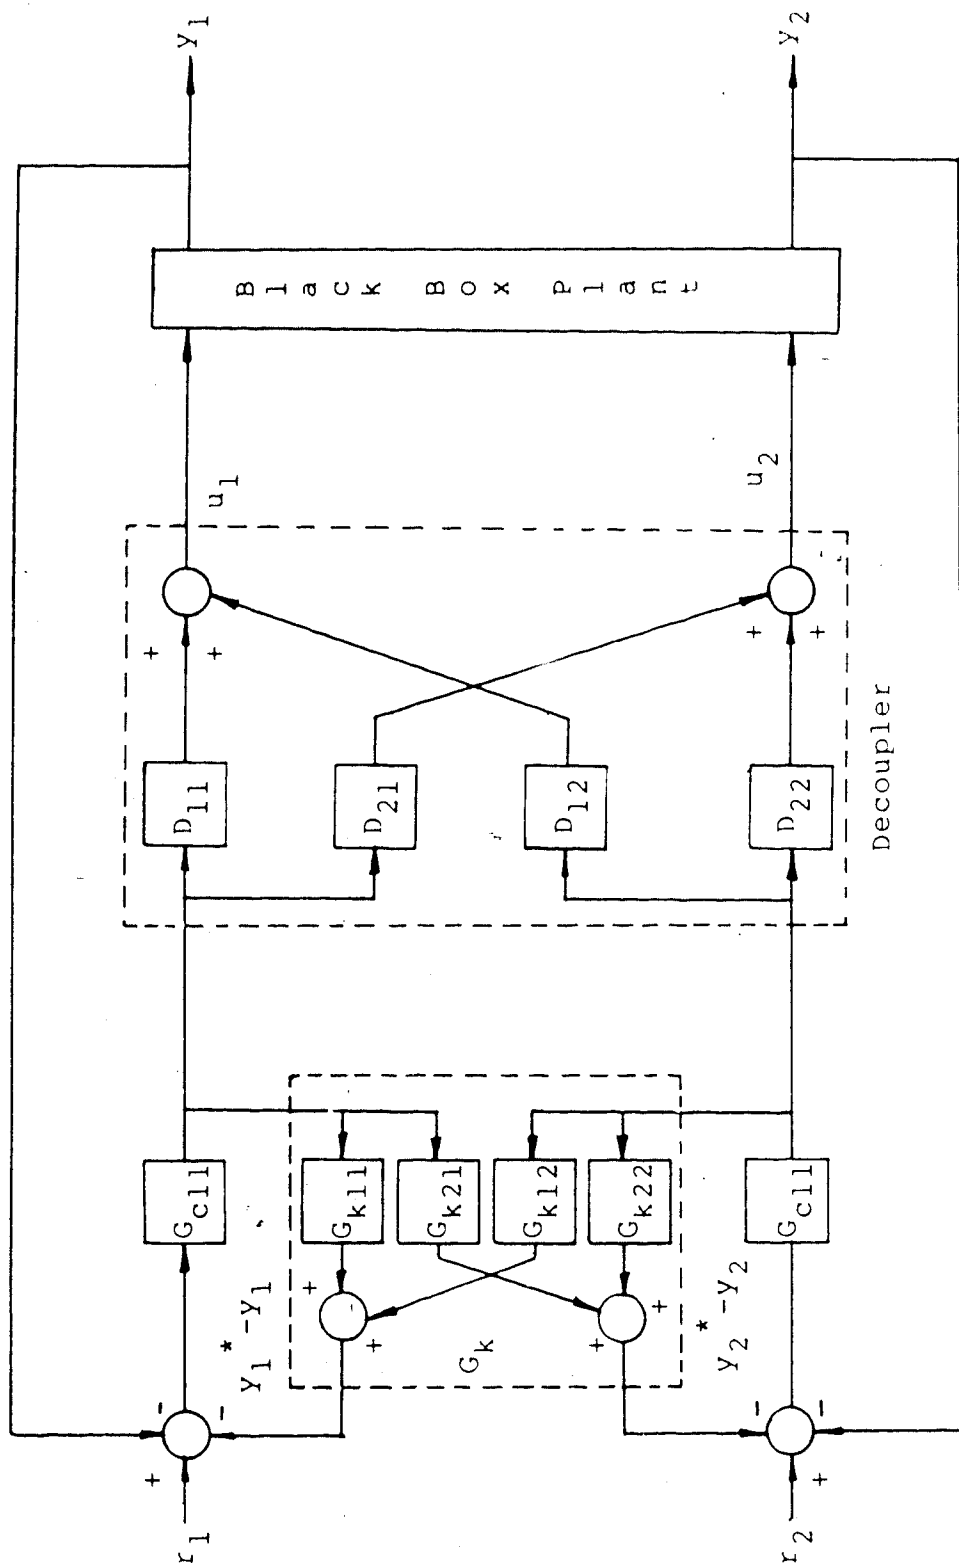 r1
+
-
-
y1* -y1
Gc11
D11
+
+
u1
y1
Gk11
Gk21
Gk12
Gk22
+
+
+
+
Gk
D21
D12
Black Box Plant
r2
+
-
-
y2* -y2
Gc11
D22
+
+
u2
y2
Decoupler